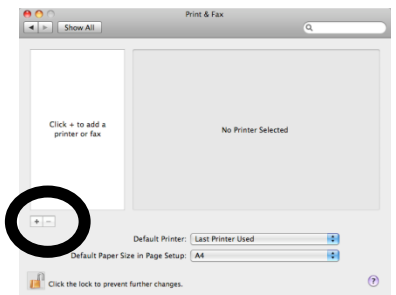 Print & Fax
Show All
Click + to add a
printer or fax
No Printer Selected
+ -
Default Printer: Last Printer Used
Default Paper Size in Page Setup: A4
Click the lock to prevent further changes.
?